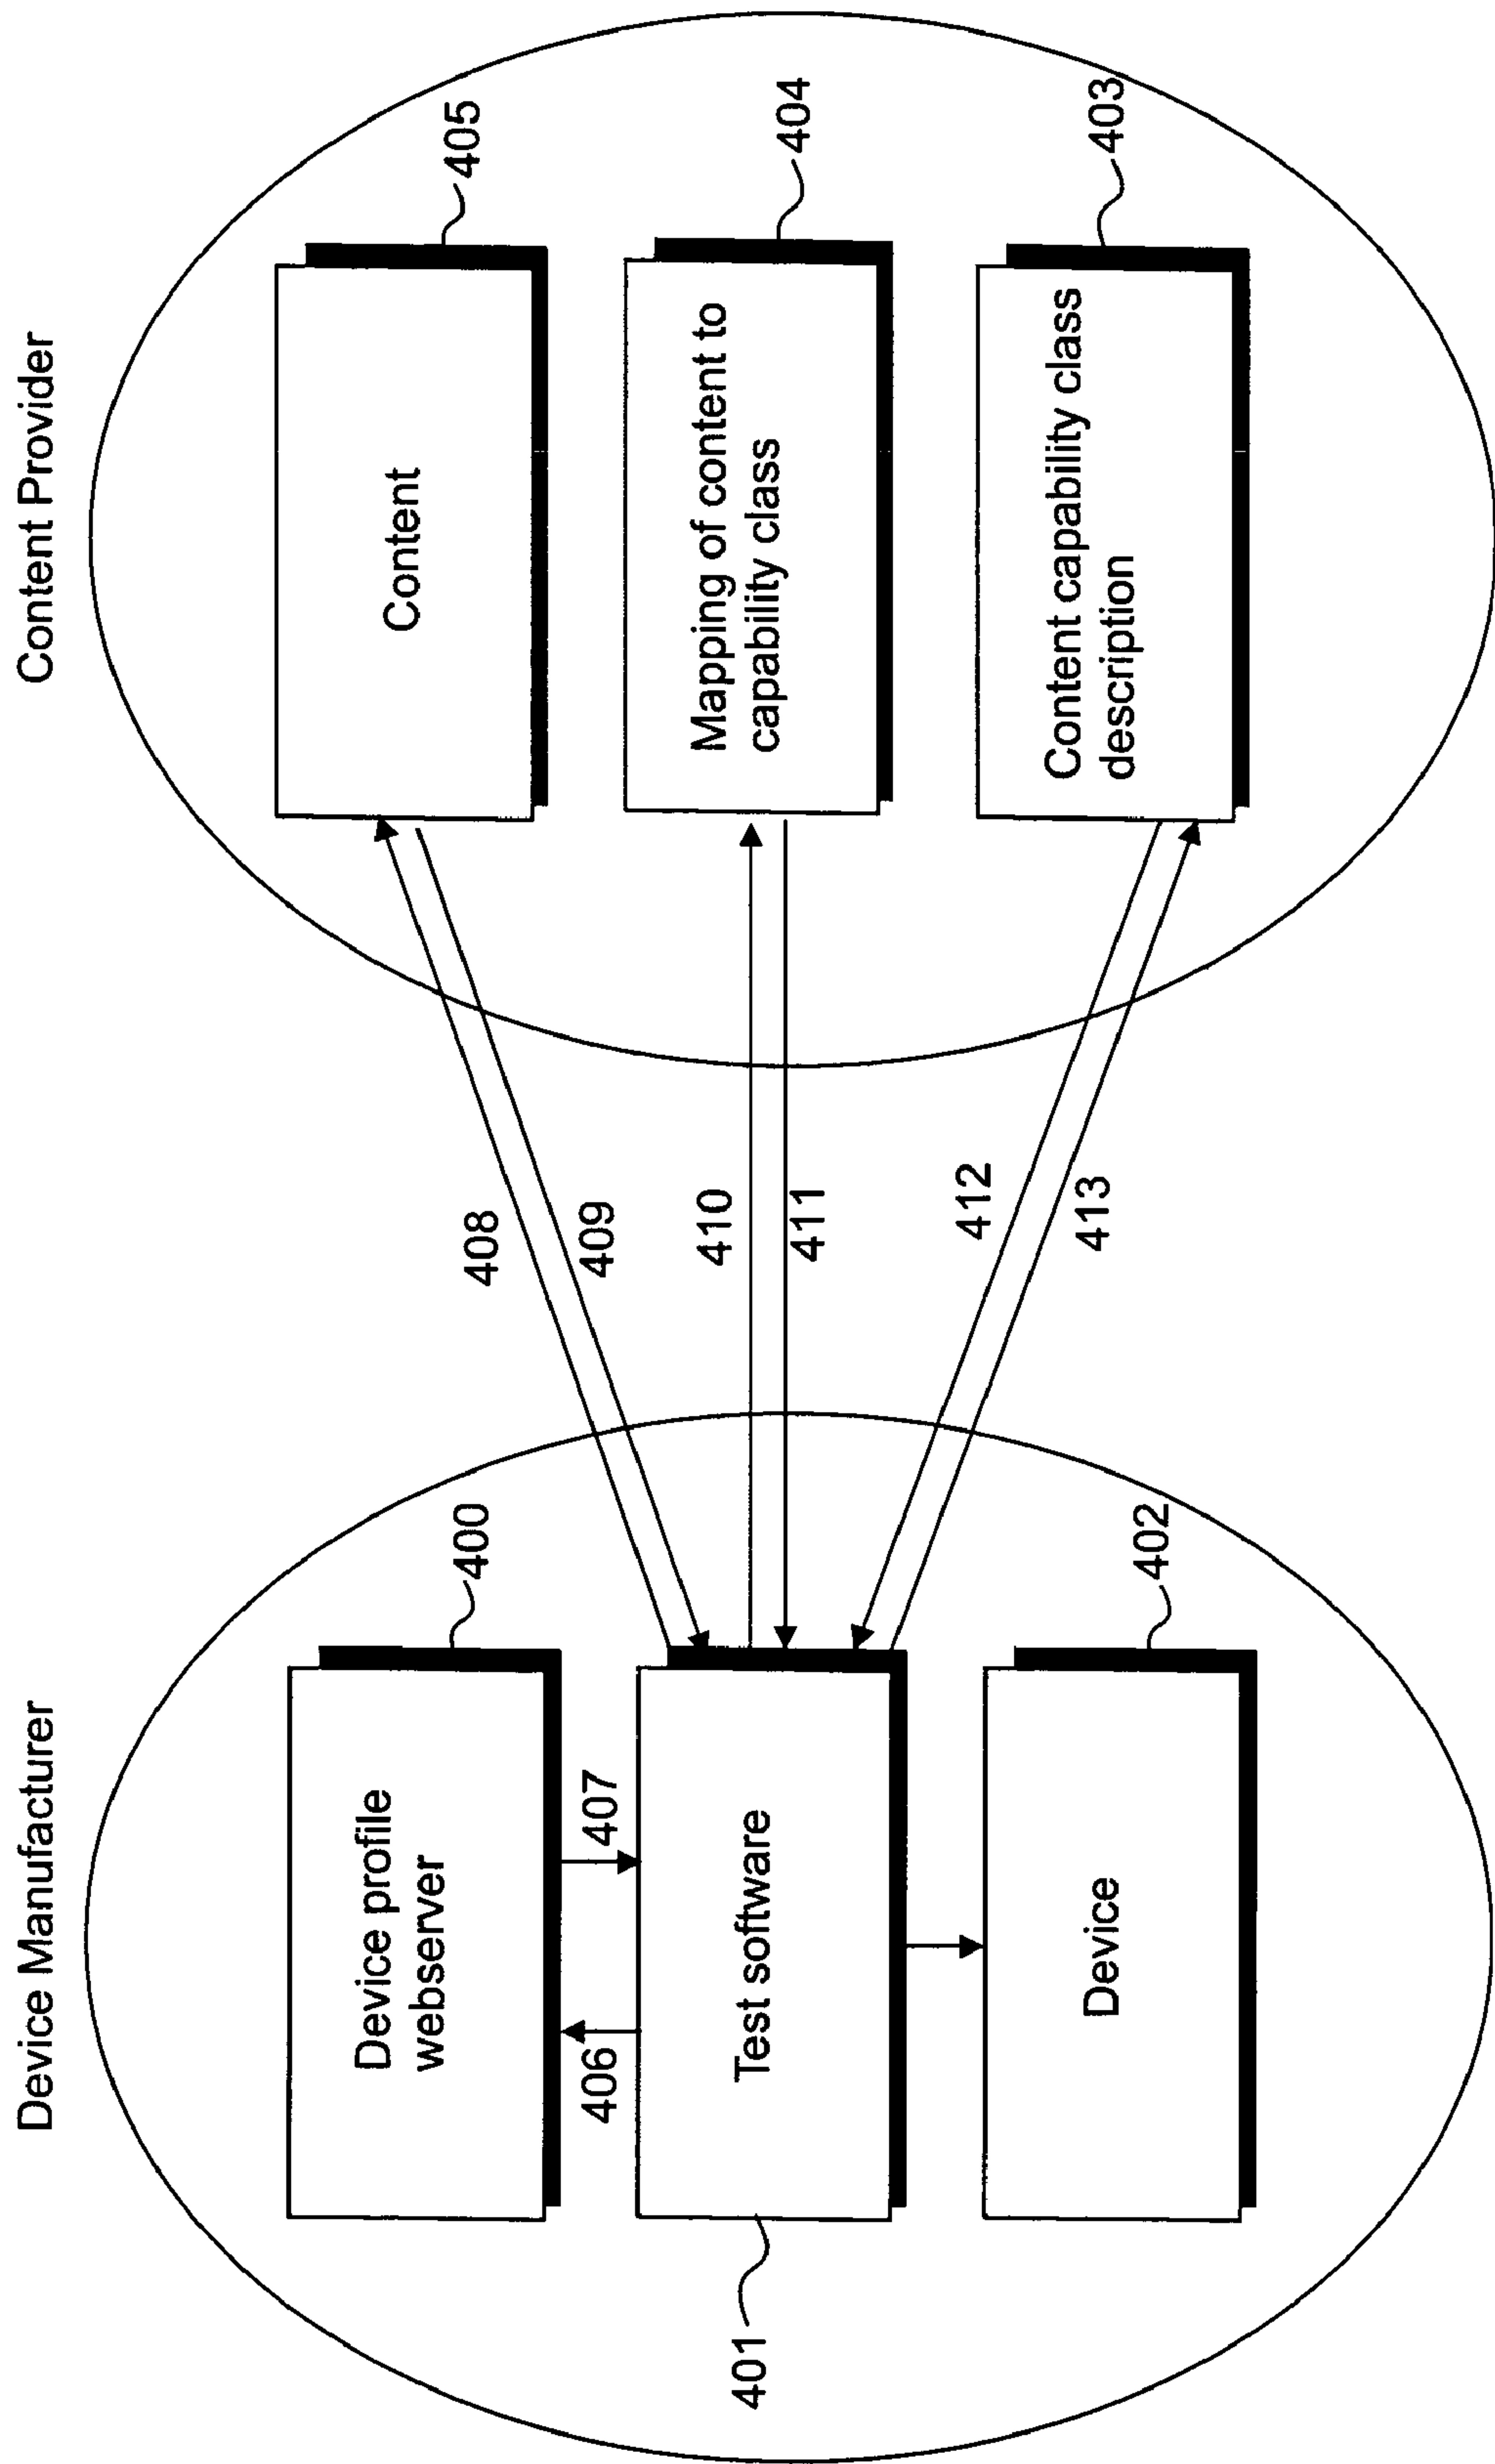 Device Manufacturer
Content Provider
Device profile
webserver
400
406
407
Test software
401
Device
402
408
409
410
411
412
413
Content
405
Mapping of content to
capability class
404
Content capability class
description
403